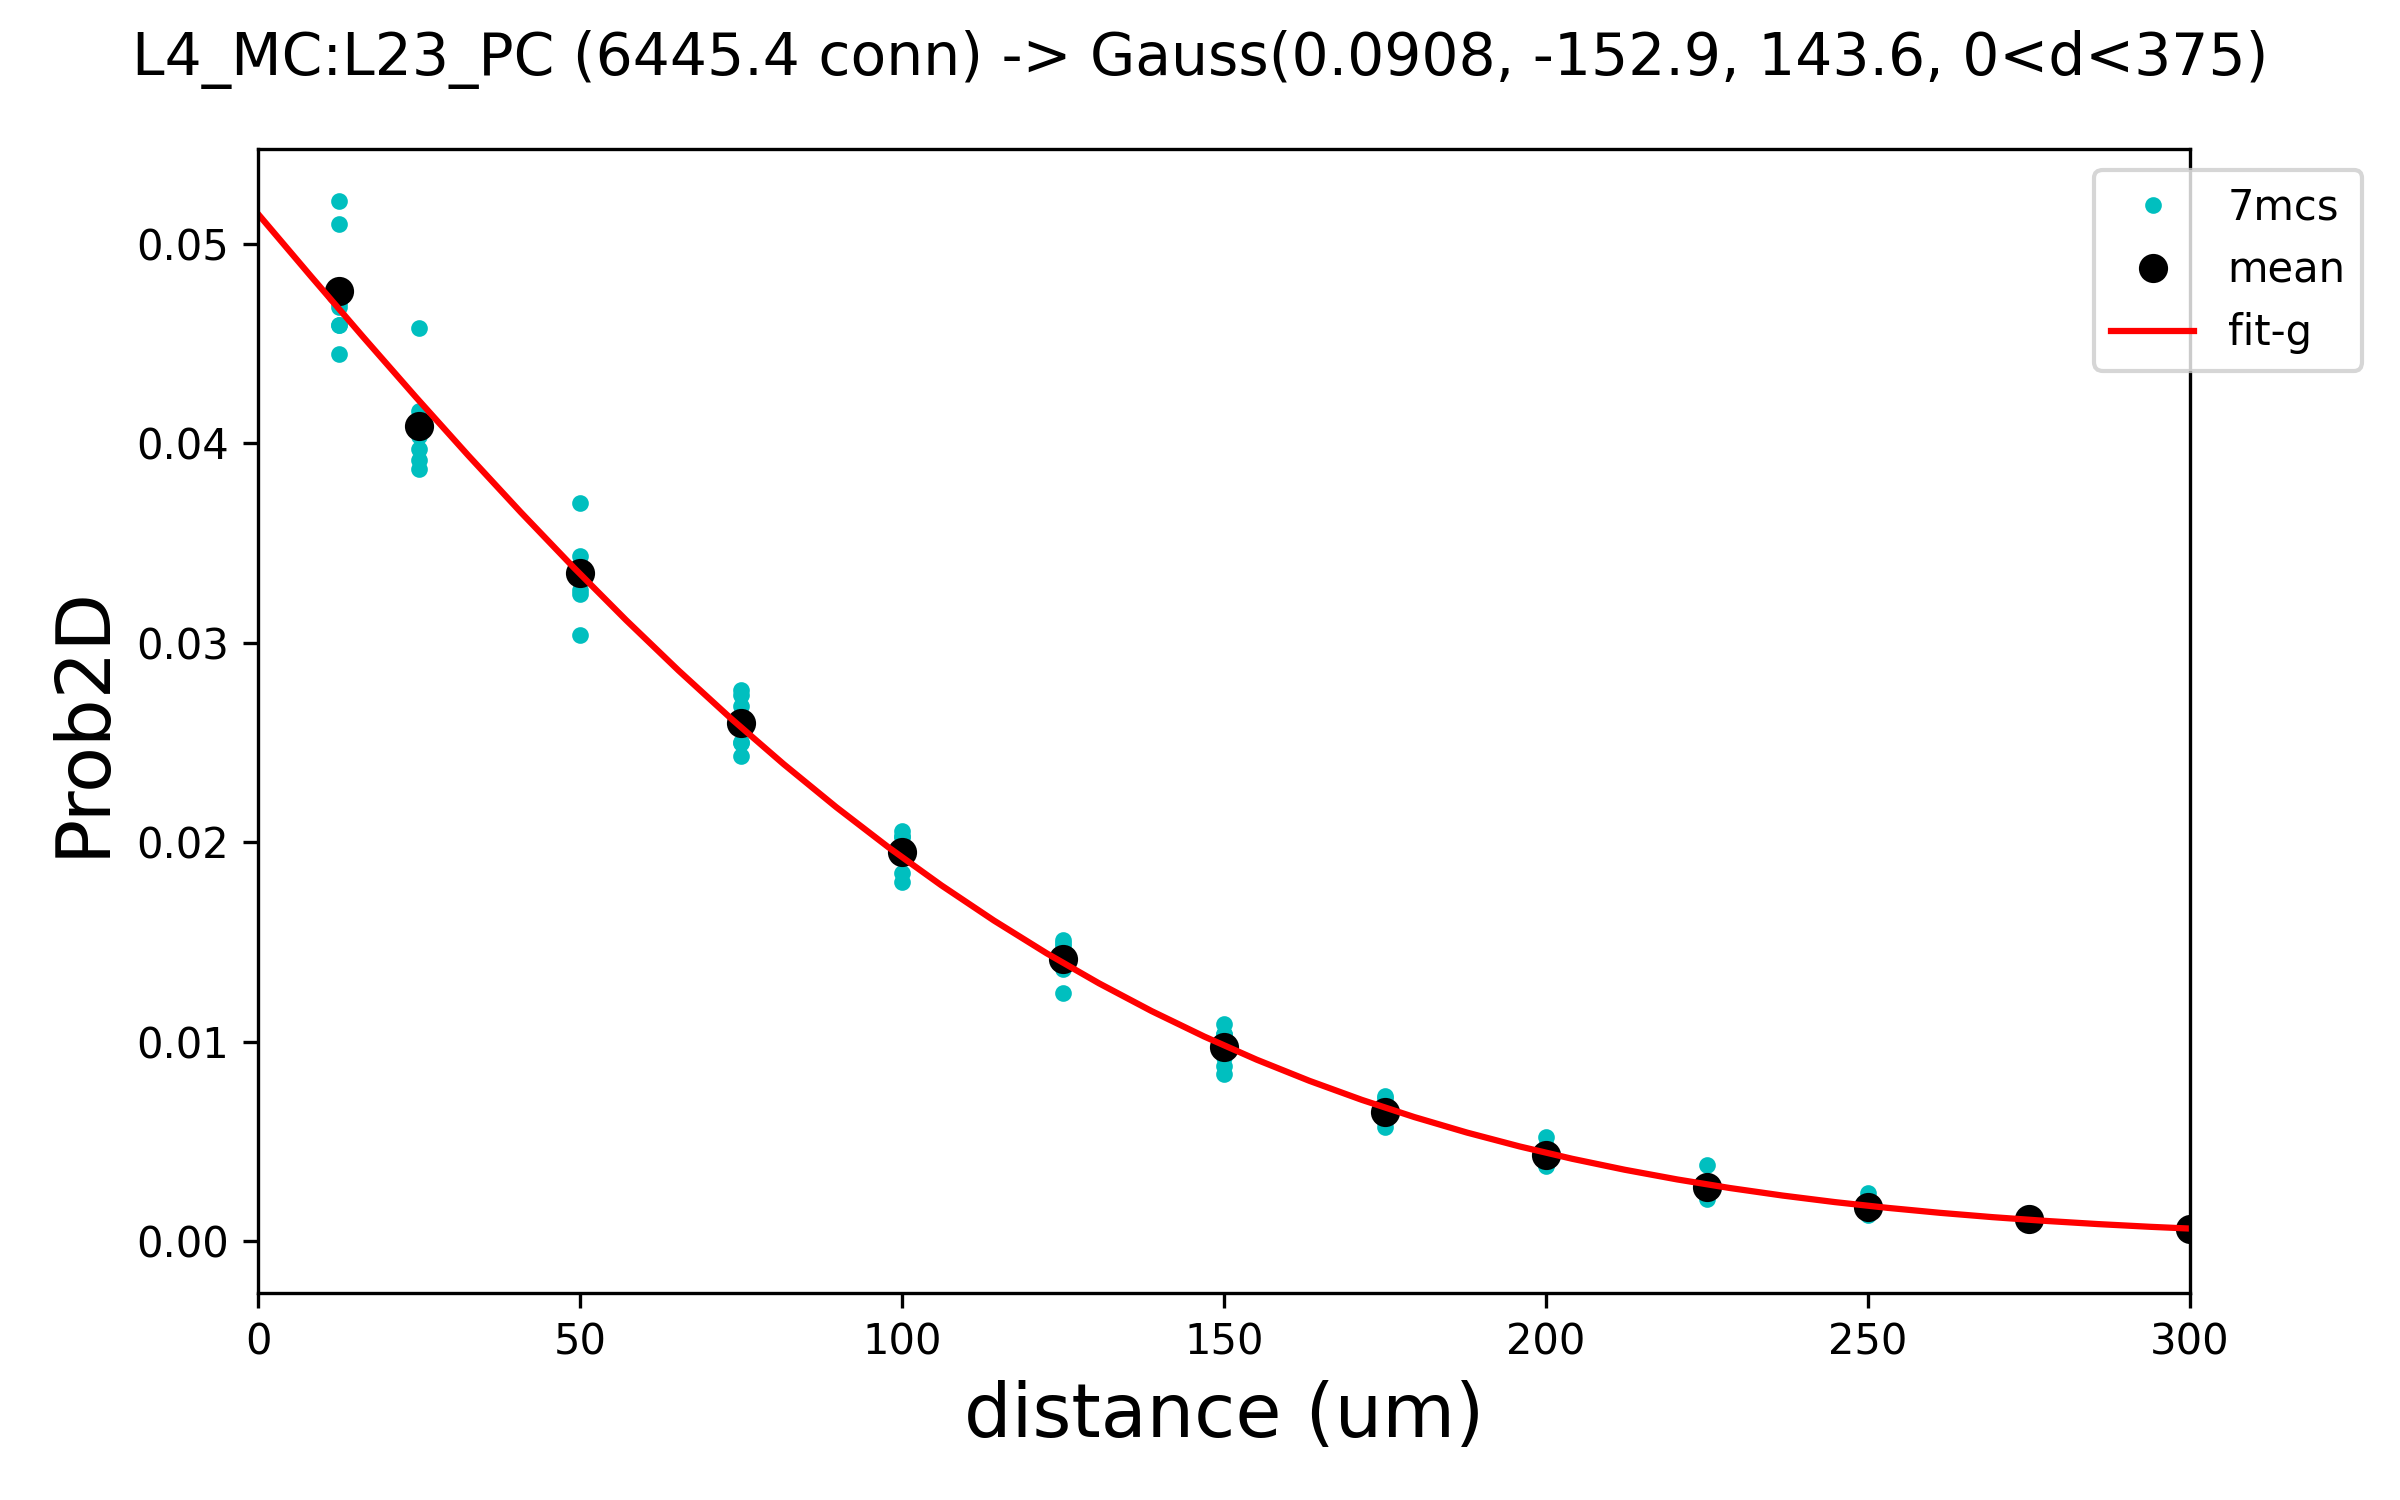 L4_MC:L23_PC (6445.4 conn) -> Gauss(0.0908, -152.9, 143.6, 0<d<375)
7mcs
mean
fit-g
Prob2D
0.05
0.04
0.03
0.02
0.01
0.00
0 50 100 150 200 250 300
distance (um)